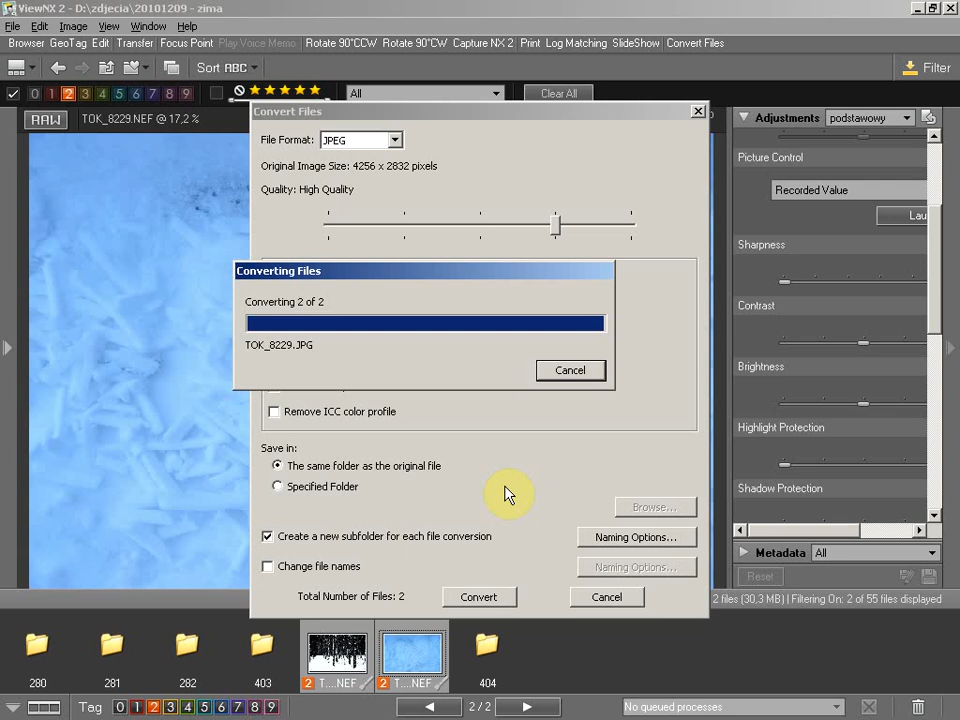 ViewNX 2 - D:\zdjecia\20101209 - zima
File Edit Image View Window Help
Browser GeoTag Edit Transfer Focus Point Play Voice Memo Rotate 90°CCW Rotate 90°CW Capture NX 2 Print Log Matching SlideShow Convert Files
Sort ABC Filter
0 1 2 3 4 5 6 7 8 9 All Clear All
RAW TOK_8229.NEF @ 17,2 %
Convert Files
File Format: JPEG
Original Image Size: 4256 x 2832 pixels
Quality: High Quality
Converting Files
Converting 2 of 2
TOK_8229.JPG
Cancel
Remove ICC color profile
Save in:
The same folder as the original file
Specified Folder
Browse...
Create a new subfolder for each file conversion
Naming Options...
Change file names
Naming Options...
Total Number of Files: 2
Convert
Cancel
Adjustments podstawowy
Picture Control
Recorded Value
Lau
Sharpness
Contrast
Brightness
Highlight Protection
Shadow Protection
Metadata All
Reset
2 files (30,3 MB) | Filtering On: 2 of 55 files displayed
280 281 282 403 2 T....NEF 2 T....NEF 404
Tag 0 1 2 3 4 5 6 7 8 9 2 / 2 No queued processes